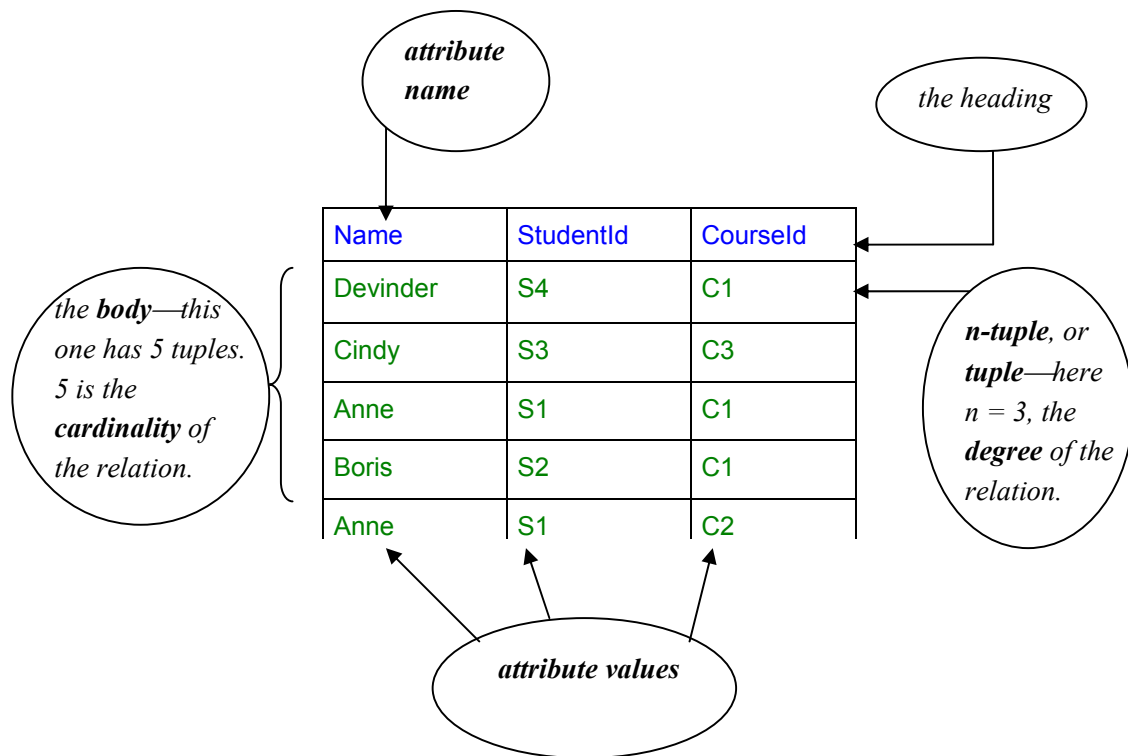 attribute
name
the heading
Name StudentId CourseId
Devinder S4 C1
Cindy S3 C3
Anne S1 C1
Boris S2 C1
Anne S1 C2
the body—this
one has 5 tuples.
5 is the
cardinality of
the relation.
n-tuple, or
tuple—here
n = 3, the
degree of the
relation.
attribute values